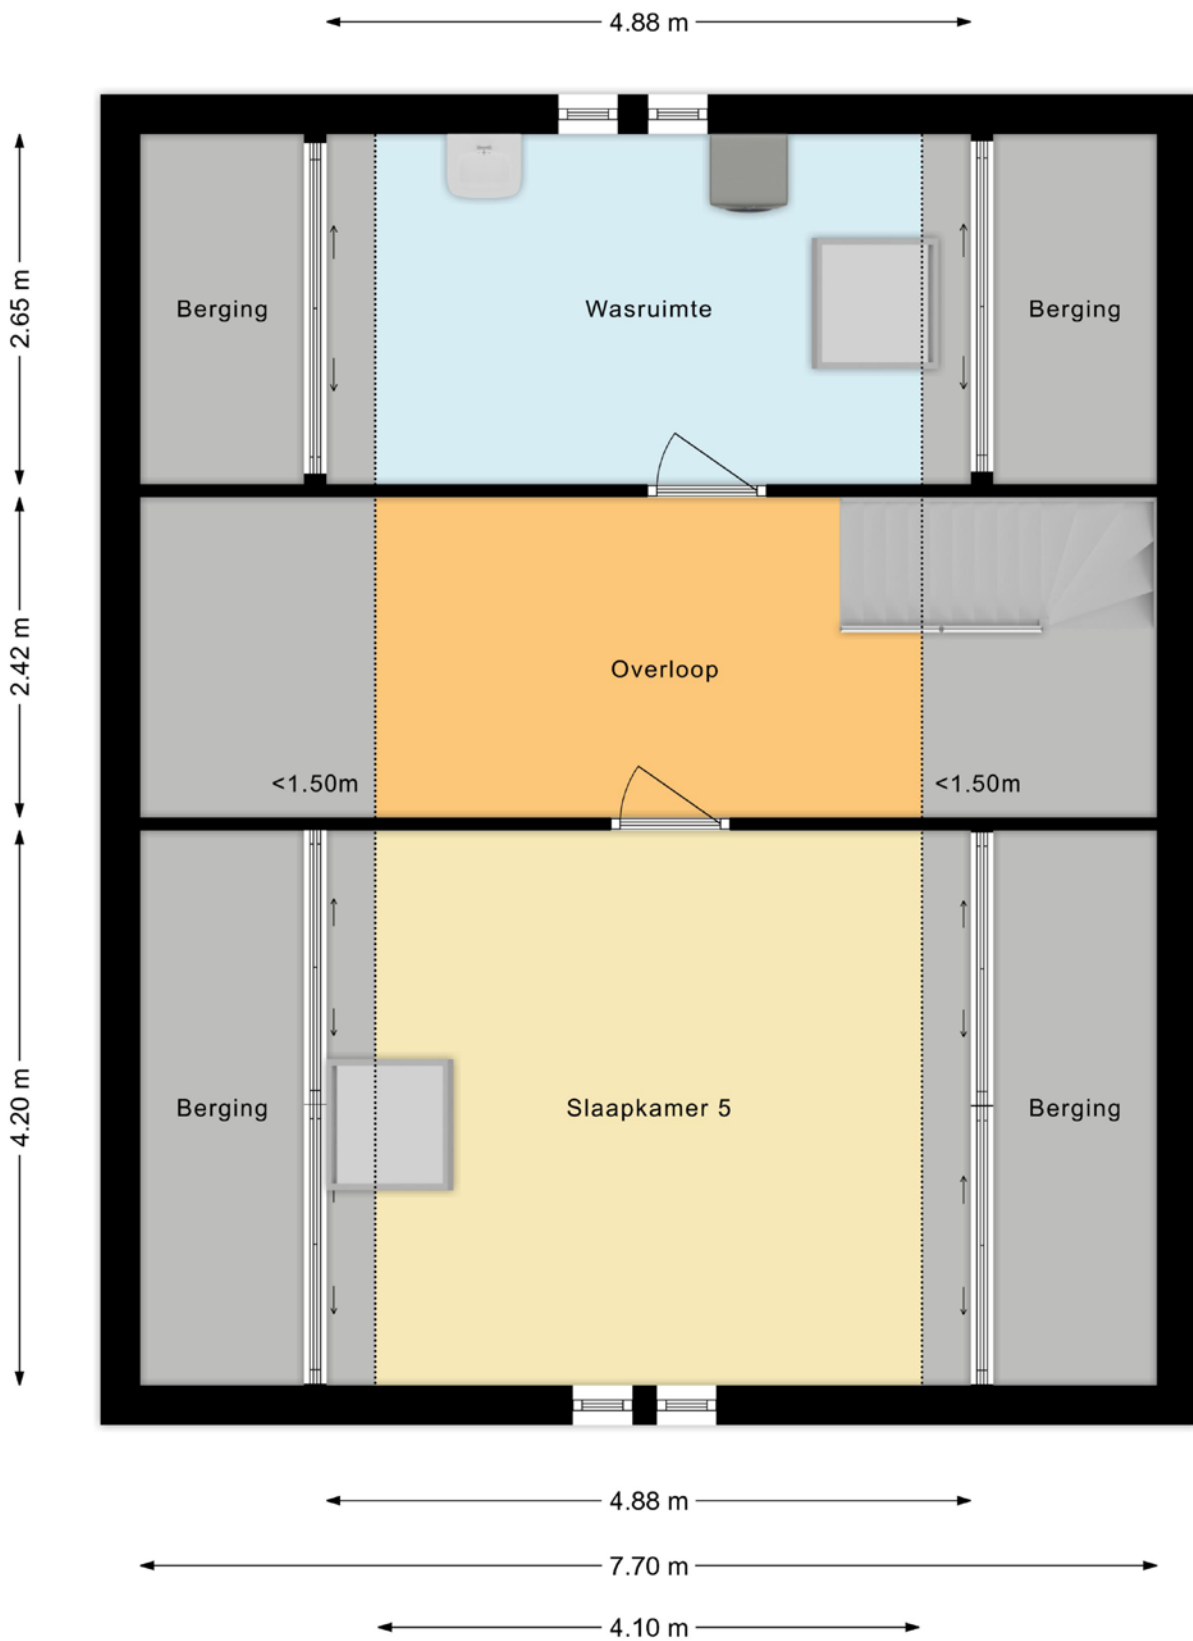 4.88 m
2.65 m
Berging
Wasruimte
Berging
2.42 m
Overloop
<1.50m
<1.50m
4.20 m
Berging
Slaapkamer 5
Berging
4.88 m
7.70 m
4.10 m